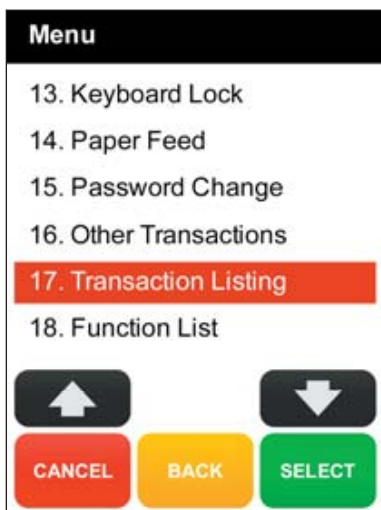 Menu
13. Keyboard Lock
14. Paper Feed
15. Password Change
16. Other Transactions
17. Transaction Listing
18. Function List
CANCEL BACK SELECT